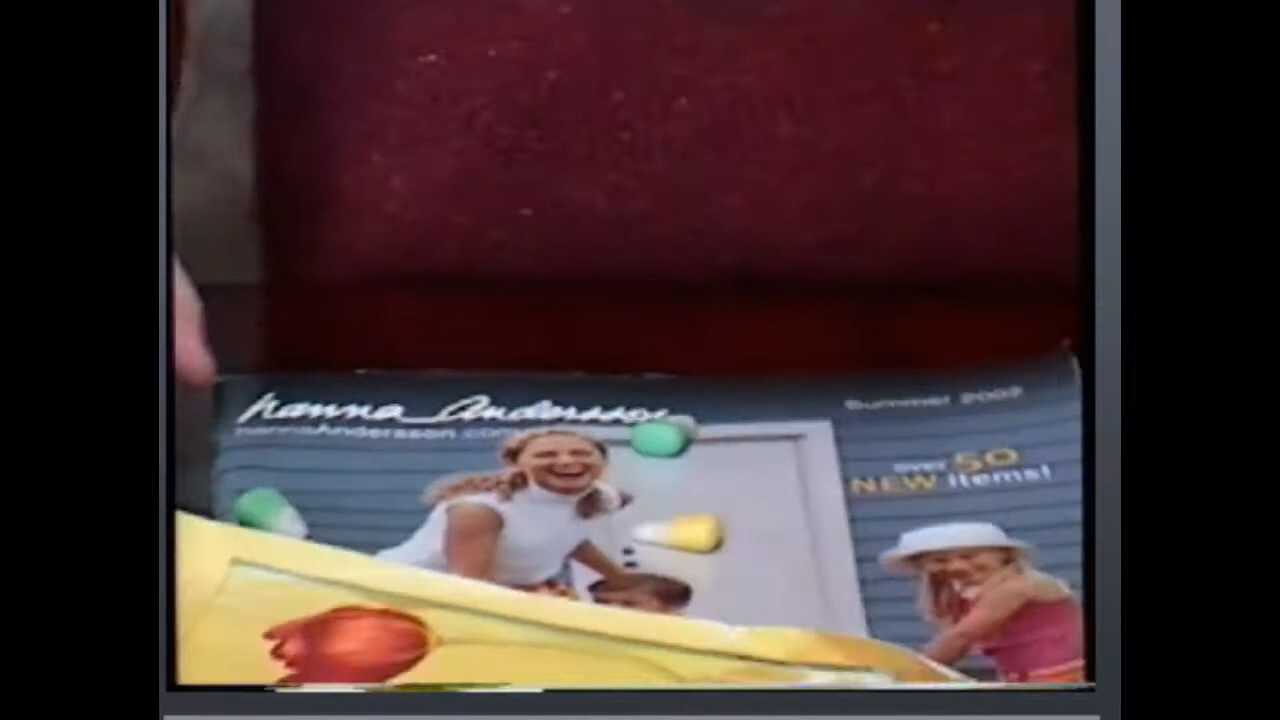 hanna Andersson
hannaAndersson.com
Summer 2002
over 50
NEW items!